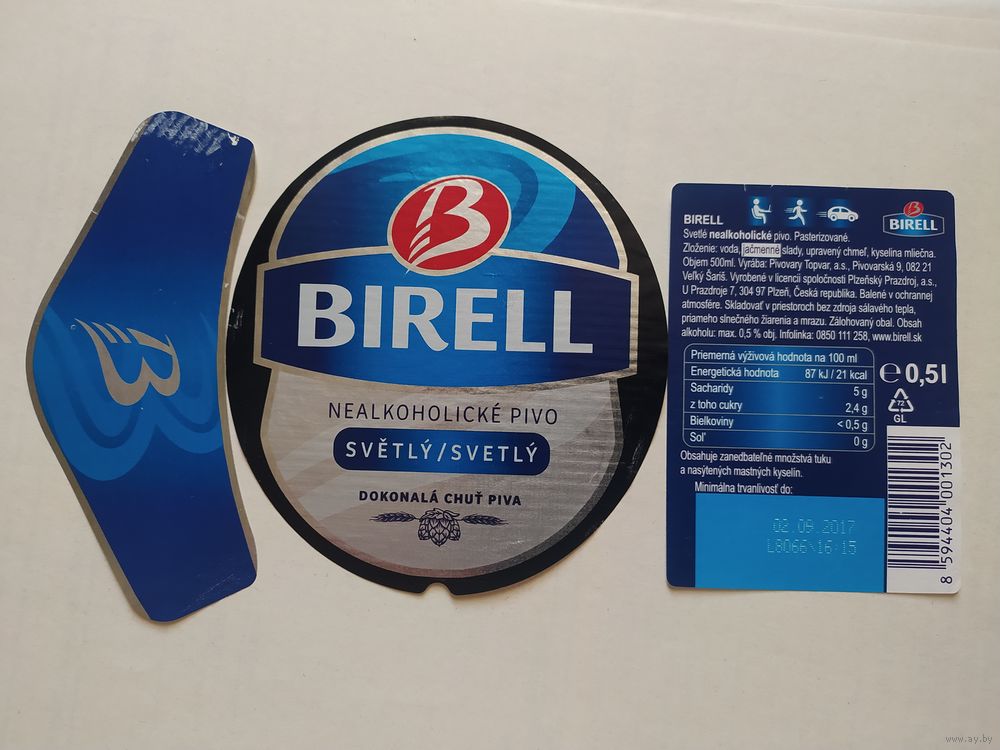 B
BIRELL
NEALKOHOLICKÉ PIVO
SVĚTLÝ/SVETLÝ
DOKONALÁ CHUŤ PIVA
BIRELL
BIRELL
Svetlé nealkoholické pivo. Pasterizované.
Zloženie: voda, jačmenné slady, upravený chmeľ, kyselina mliečna.
Objem 500ml. Výrába: Pivovary Topvar, a.s., Pivovarská 9, 082 21
Veľký Šariš. Vyrobené v licencii spoločnosti Plzeňský Prazdroj, a.s.,
U Prazdroje 7, 304 97 Plzeň, Česká republika. Balené v ochrannej
atmosfére. Skladovať v priestoroch bez zdroja sálavého tepla,
priameho slnečného žiarenia a mrazu. Zálohovaný obal. Obsah
alkoholu: max. 0,5 % obj. Infolinka: 0850 111 258, www.birell.sk
Priemerná výživová hodnota na 100 ml
Energetická hodnota 87 kJ / 21 kcal
Sacharidy 5 g
z toho cukry 2,4 g
Bielkoviny < 0,5 g
Soľ 0 g
℮ 0,5l
72
GL
Obsahuje zanedbateľné množstvá tuku
a nasýtených mastných kyselín.
Minimálna trvanlivosť do:
02.09.2017
L8066\16:15
8 594404 001302
www.ay.by